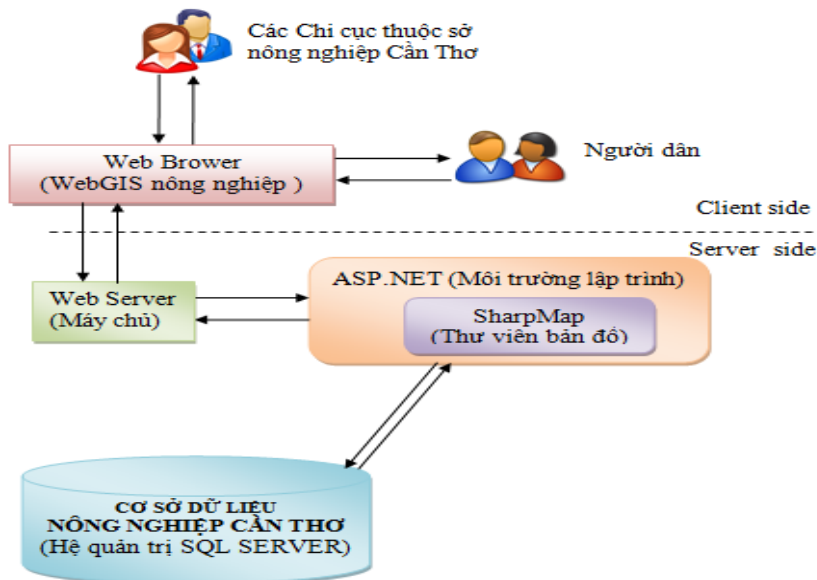 Các Chi cục thuộc sở
nông nghiệp Cần Thơ
Web Brower
(WebGIS nông nghiệp )
Người dân
Client side
Server side
ASP.NET (Môi trường lập trình)
Web Server
(Máy chủ)
SharpMap
(Thư viên bản đồ)
CƠ SỞ DỮ LIỆU
NÔNG NGHIỆP CẦN THƠ
(Hệ quản trị SQL SERVER)